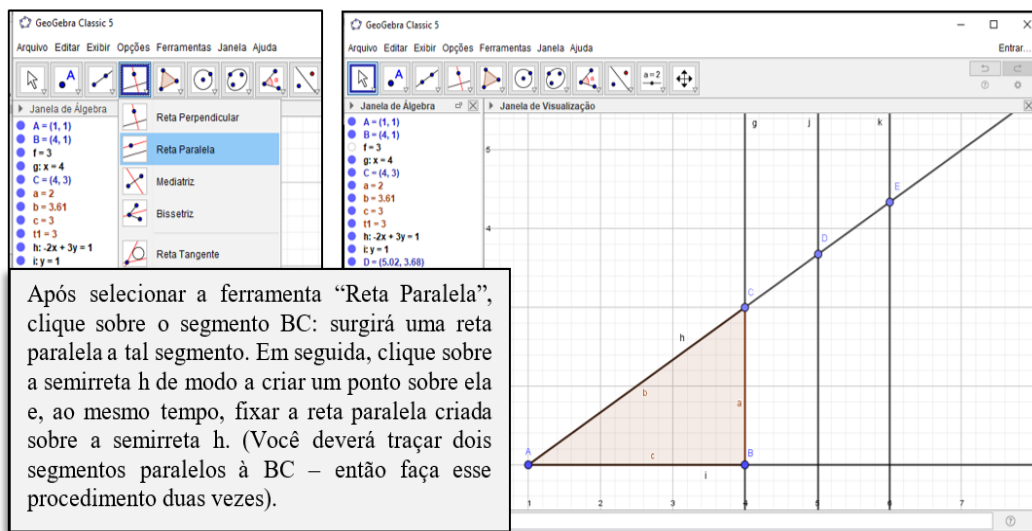 GeoGebra Classic 5
Arquivo Editar Exibir Opções Ferramentas Janela Ajuda
A
a=2
Janela de Álgebra
A = (1, 1)
B = (4, 1)
f = 3
g: x = 4
C = (4, 3)
a = 2
b = 3.61
c = 3
t1 = 3
h: -2x + 3y = 1
i: y = 1
Reta Perpendicular
Reta Paralela
Mediatriz
Bissetriz
Reta Tangente
GeoGebra Classic 5
Arquivo Editar Exibir Opções Ferramentas Janela Ajuda
Entrar...
A
a=2
Janela de Álgebra
Janela de Visualização
A = (1, 1)
B = (4, 1)
f = 3
g: x = 4
C = (4, 3)
a = 2
b = 3.61
c = 3
t1 = 3
h: -2x + 3y = 1
i: y = 1
D = (5.02, 3.68)
g
j
k
5
E
4
D
C
h
b
a
A
c
B
i
1
2
3
4
5
6
7
Após selecionar a ferramenta “Reta Paralela”,
clique sobre o segmento BC: surgirá uma reta
paralela a tal segmento. Em seguida, clique sobre
a semirreta h de modo a criar um ponto sobre ela
e, ao mesmo tempo, fixar a reta paralela criada
sobre a semirreta h. (Você deverá traçar dois
segmentos paralelos à BC – então faça esse
procedimento duas vezes).